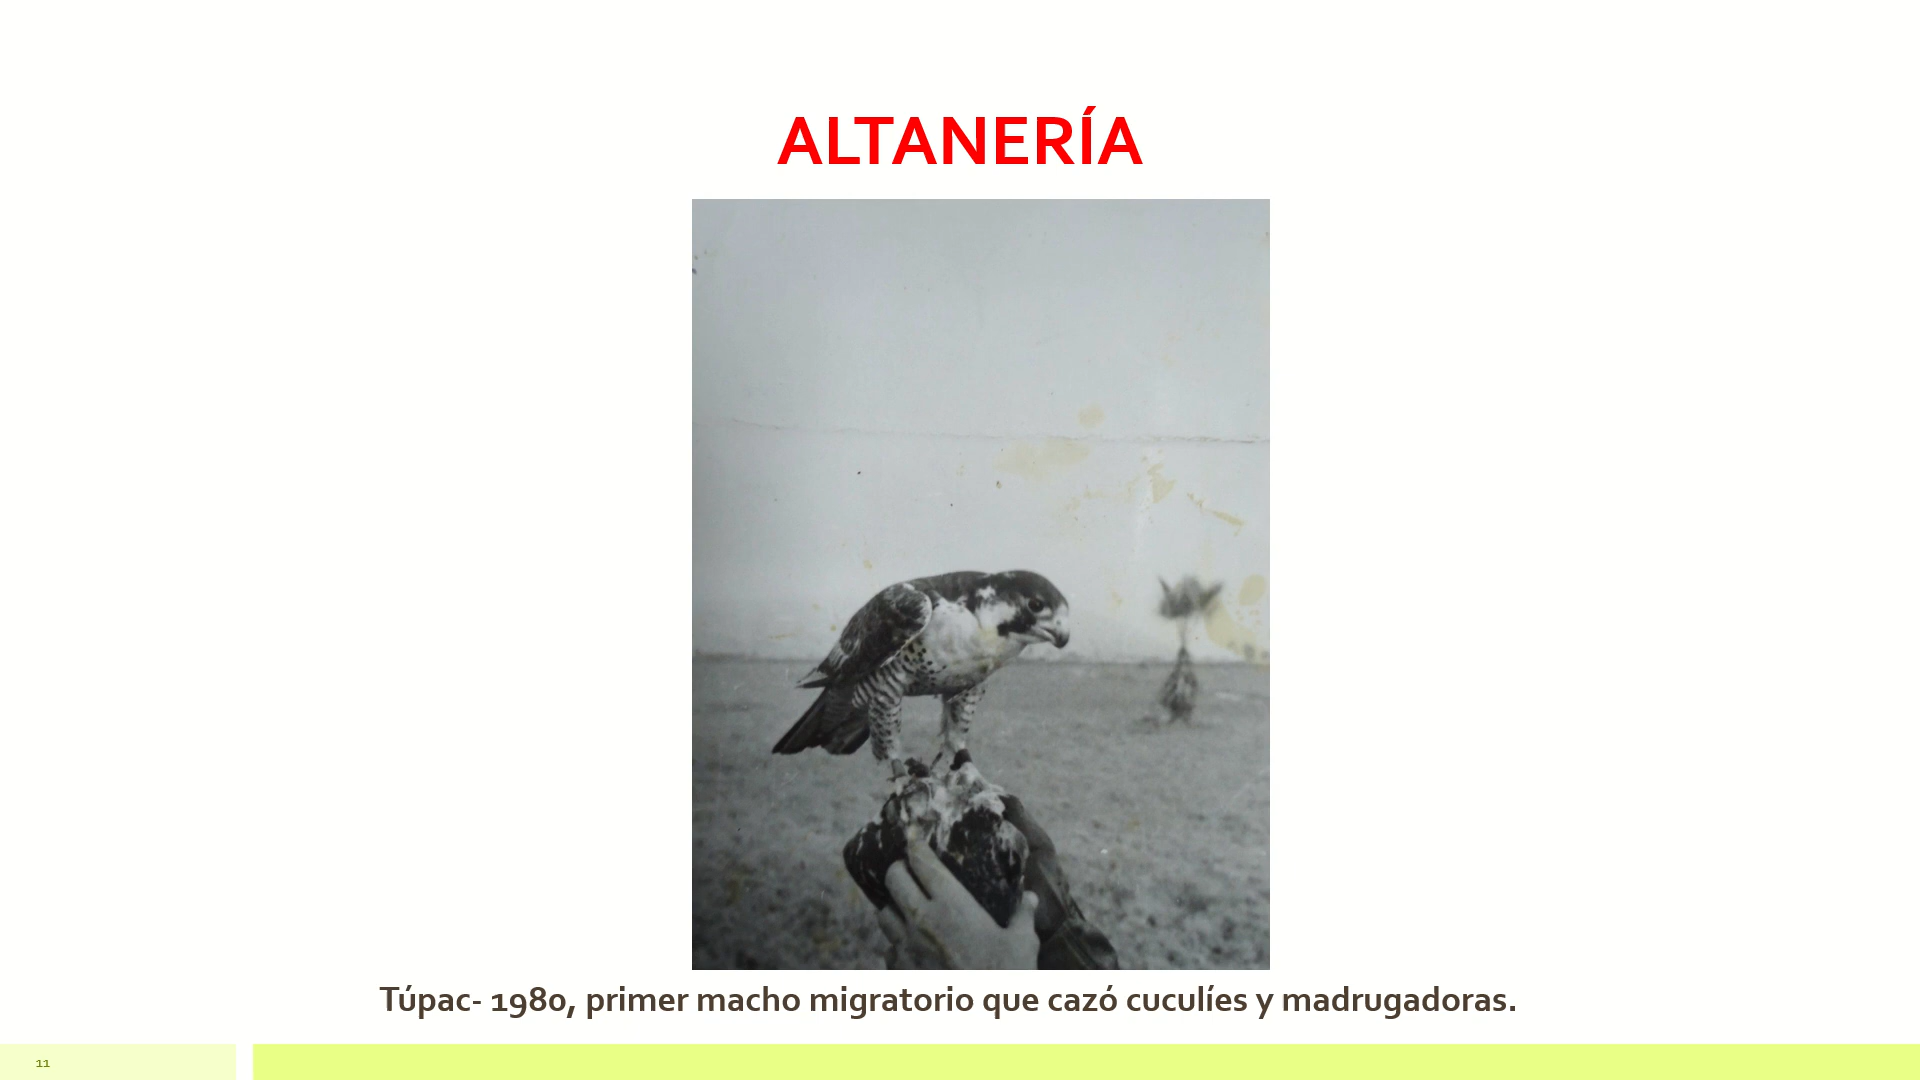 ALTANERÍA
Túpac- 1980, primer macho migratorio que cazó cuculíes y madrugadoras.
11